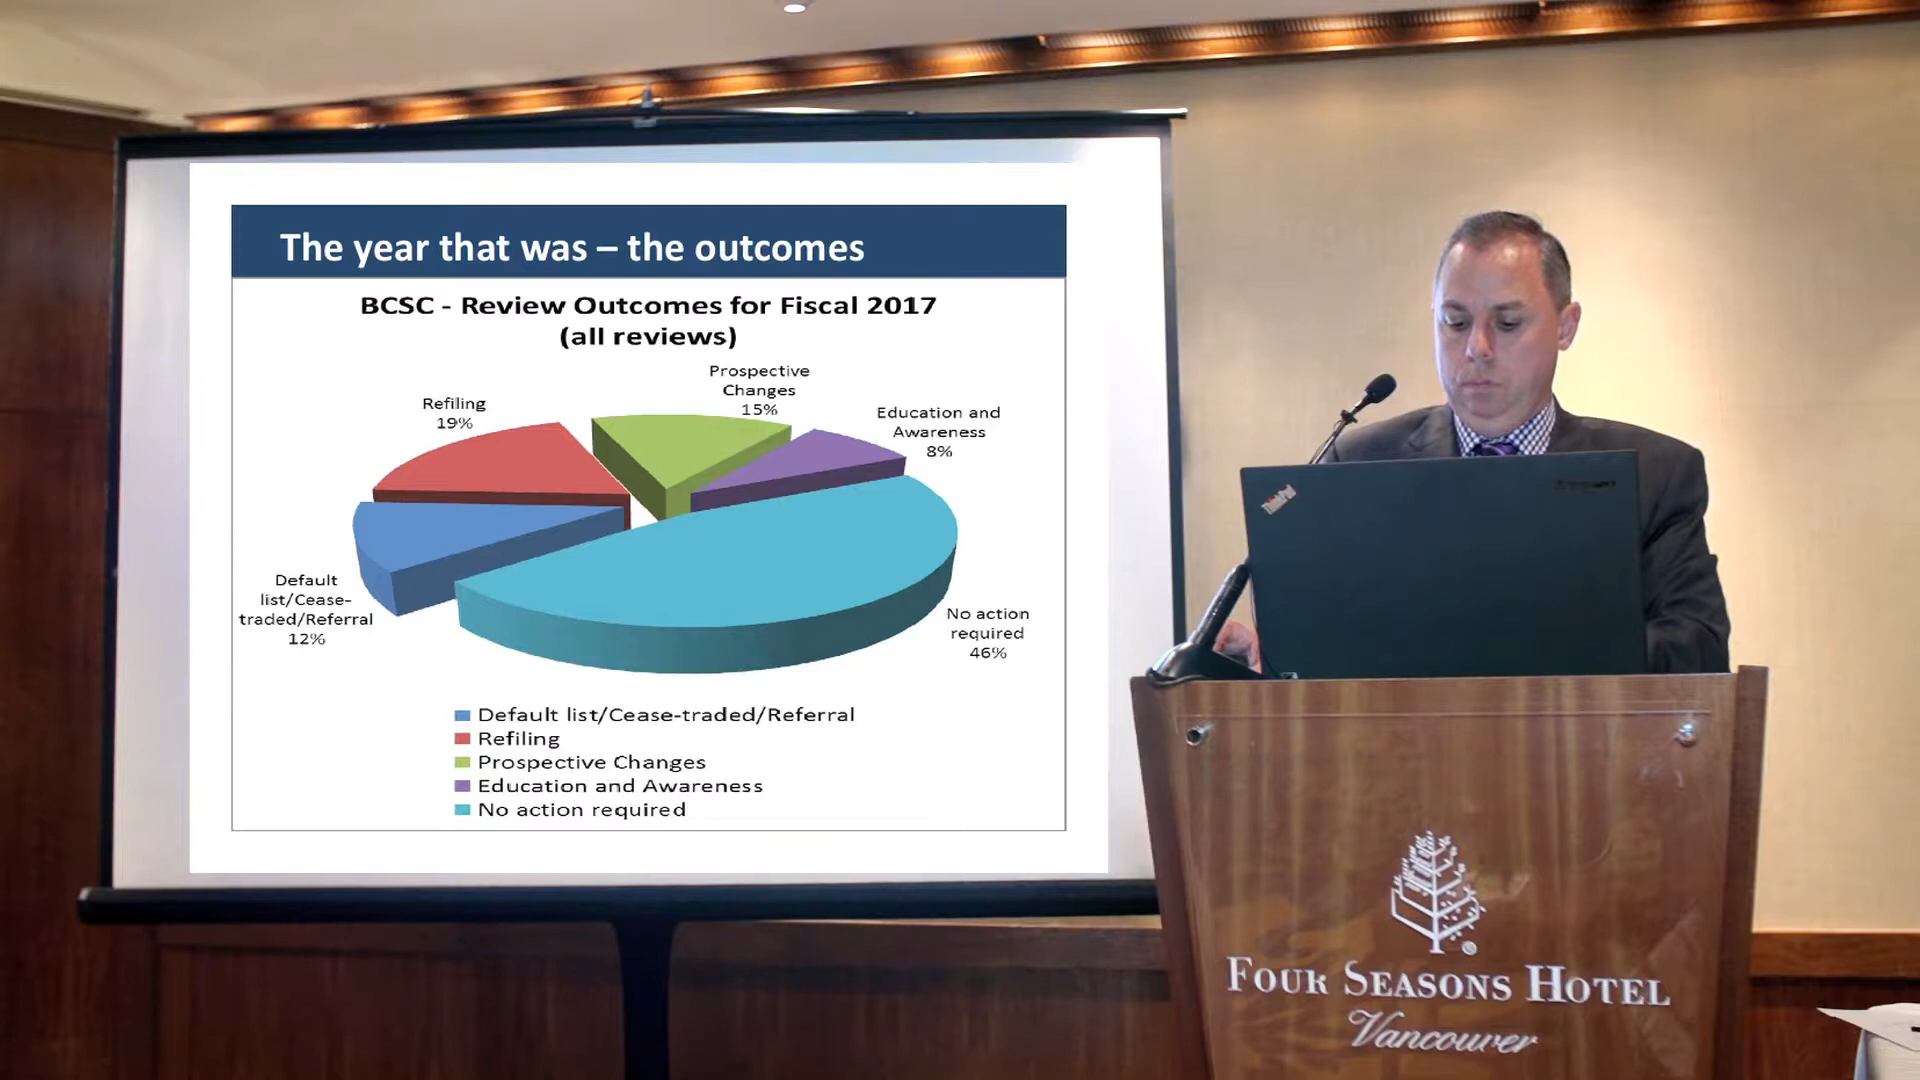 The year that was – the outcomes
BCSC - Review Outcomes for Fiscal 2017
(all reviews)
Prospective
Changes
15%
Refiling
19%
Education and
Awareness
8%
Default
list/Cease-
traded/Referral
12%
No action
required
46%
Default list/Cease-traded/Referral
Refiling
Prospective Changes
Education and Awareness
No action required
ThinkPad
FOUR SEASONS HOTEL
Vancouver